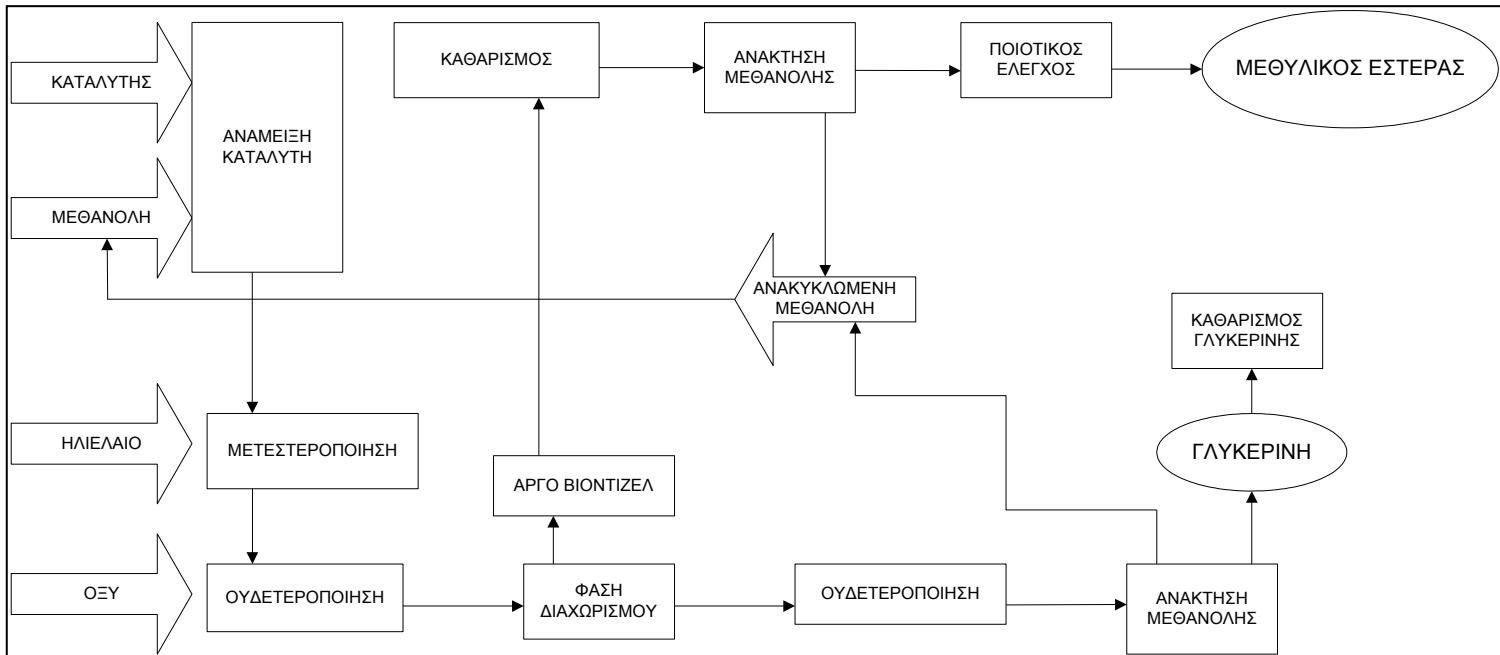 ΚΑΤΑΛΥΤΗΣ
ΑΝΑΜΕΙΞΗ
ΚΑΤΑΛΥΤΗ
ΚΑΘΑΡΙΣΜΟΣ
ΑΝΑΚΤΗΣΗ
ΜΕΘΑΝΟΛΗΣ
ΠΟΙΟΤΙΚΟΣ
ΕΛΕΓΧΟΣ
ΜΕΘΥΛΙΚΟΣ ΕΣΤΕΡΑΣ
ΜΕΘΑΝΟΛΗ
ΑΝΑΚΥΚΛΩΜΕΝΗ
ΜΕΘΑΝΟΛΗ
ΚΑΘΑΡΙΣΜΟΣ
ΓΛΥΚΕΡΙΝΗΣ
ΗΛΙΕΛΑΙΟ
ΜΕΤΕΣΤΕΡΟΠΟΙΗΣΗ
ΑΡΓΟ ΒΙΟΝΤΙΖΕΛ
ΓΛΥΚΕΡΙΝΗ
ΟΞΥ
ΟΥΔΕΤΕΡΟΠΟΙΗΣΗ
ΦΑΣΗ
ΔΙΑΧΩΡΙΣΜΟΥ
ΟΥΔΕΤΕΡΟΠΟΙΗΣΗ
ΑΝΑΚΤΗΣΗ
ΜΕΘΑΝΟΛΗΣ